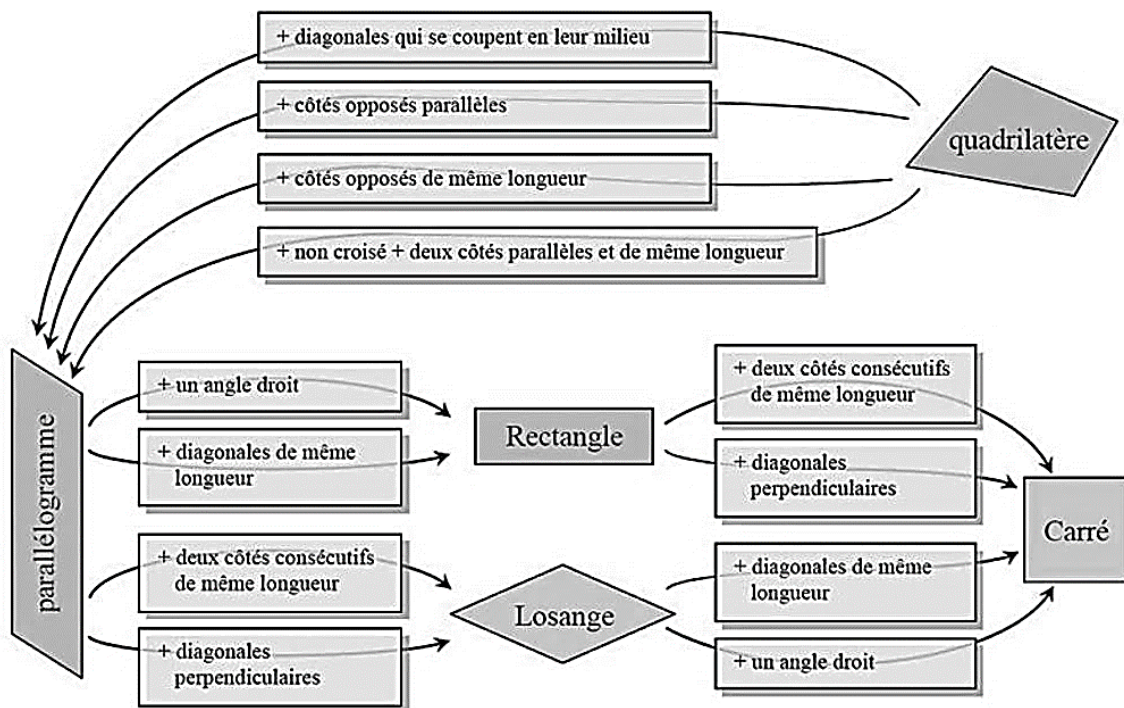 + diagonales qui se coupent en leur milieu
+ côtés opposés parallèles
quadrilatère
+ côtés opposés de même longueur
+ non croisé + deux côtés parallèles et de même longueur
parallélogramme
+ un angle droit
+ diagonales de même
longueur
Rectangle
+ deux côtés consécutifs
de même longueur
+ diagonales
perpendiculaires
Carré
+ deux côtés consécutifs
de même longueur
+ diagonales
perpendiculaires
Losange
+ diagonales de même
longueur
+ un angle droit